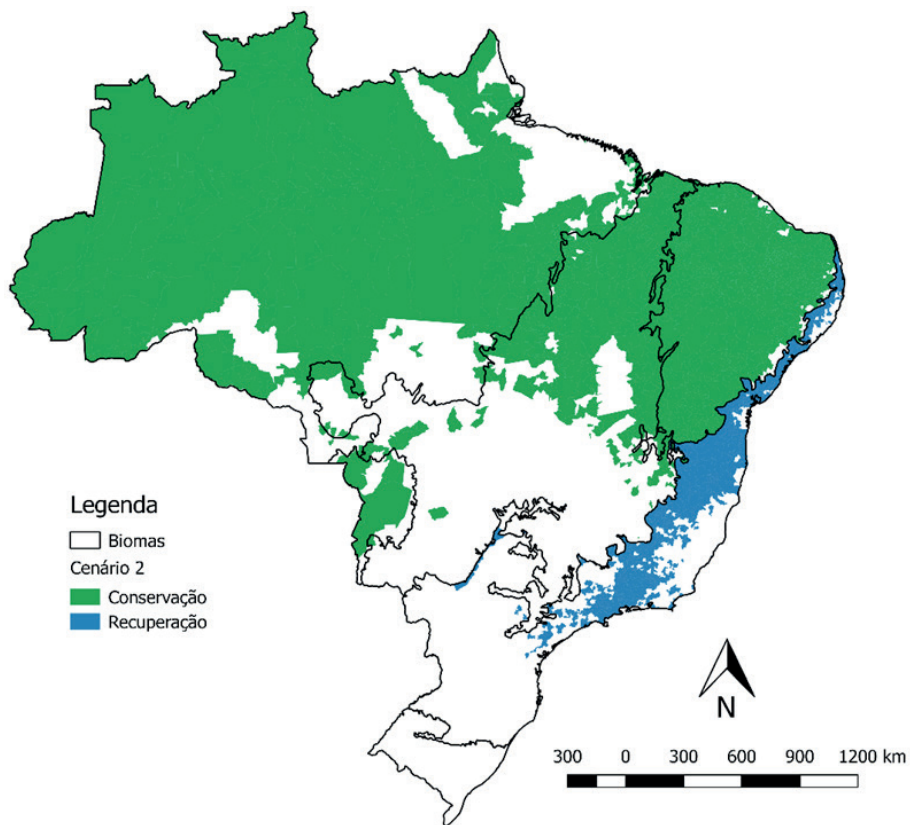 Legenda
Biomas
Cenário 2
Conservação
Recuperação
N
300 0 300 600 900 1200 km